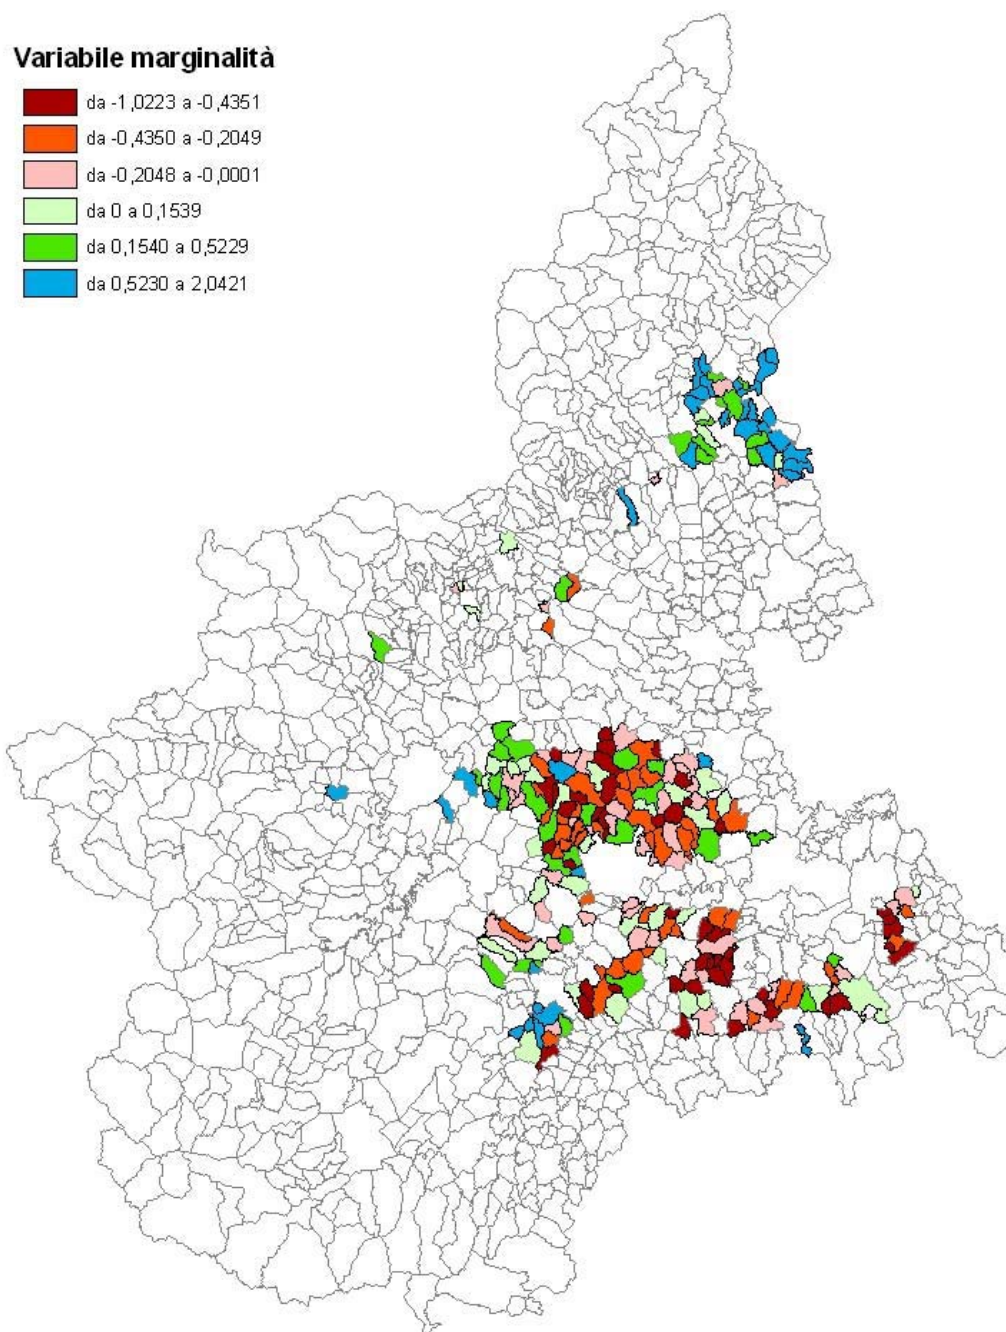 Variabile marginalità
da -1,0223 a -0,4351
da -0,4350 a -0,2049
da -0,2048 a -0,0001
da 0 a 0,1539
da 0,1540 a 0,5229
da 0,5230 a 2,0421